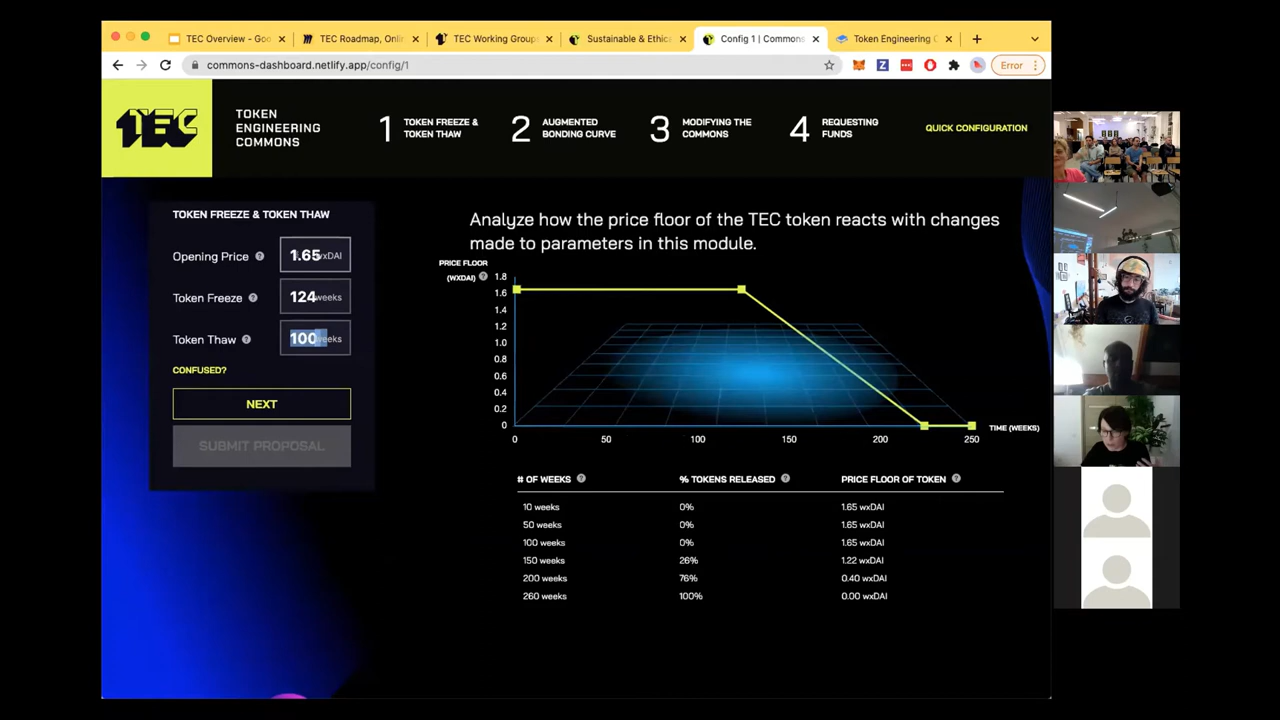 TEC Overview - Goo
TEC Roadmap, Onli
TEC Working Groups
Sustainable & Ethica
Config 1 | Commons
Token Engineering C
commons-dashboard.netlify.app/config/1
Error
TEC
TOKEN
ENGINEERING
COMMONS
1 TOKEN FREEZE &
TOKEN THAW
2 AUGMENTED
BONDING CURVE
3 MODIFYING THE
COMMONS
4 REQUESTING
FUNDS
QUICK CONFIGURATION
TOKEN FREEZE & TOKEN THAW
Opening Price ? 1.65 wxDAI
Token Freeze ? 124 weeks
Token Thaw ? 100 weeks
CONFUSED?
NEXT
SUBMIT PROPOSAL
Analyze how the price floor of the TEC token reacts with changes
made to parameters in this module.
PRICE FLOOR
(WXDAI) ?
1.8
1.6
1.4
1.2
1.0
0.8
0.6
0.4
0.2
0
0 50 100 150 200 250
TIME (WEEKS)
# OF WEEKS ? % TOKENS RELEASED ? PRICE FLOOR OF TOKEN ?
10 weeks 0% 1.65 wxDAI
50 weeks 0% 1.65 wxDAI
100 weeks 0% 1.65 wxDAI
150 weeks 26% 1.22 wxDAI
200 weeks 76% 0.40 wxDAI
260 weeks 100% 0.00 wxDAI